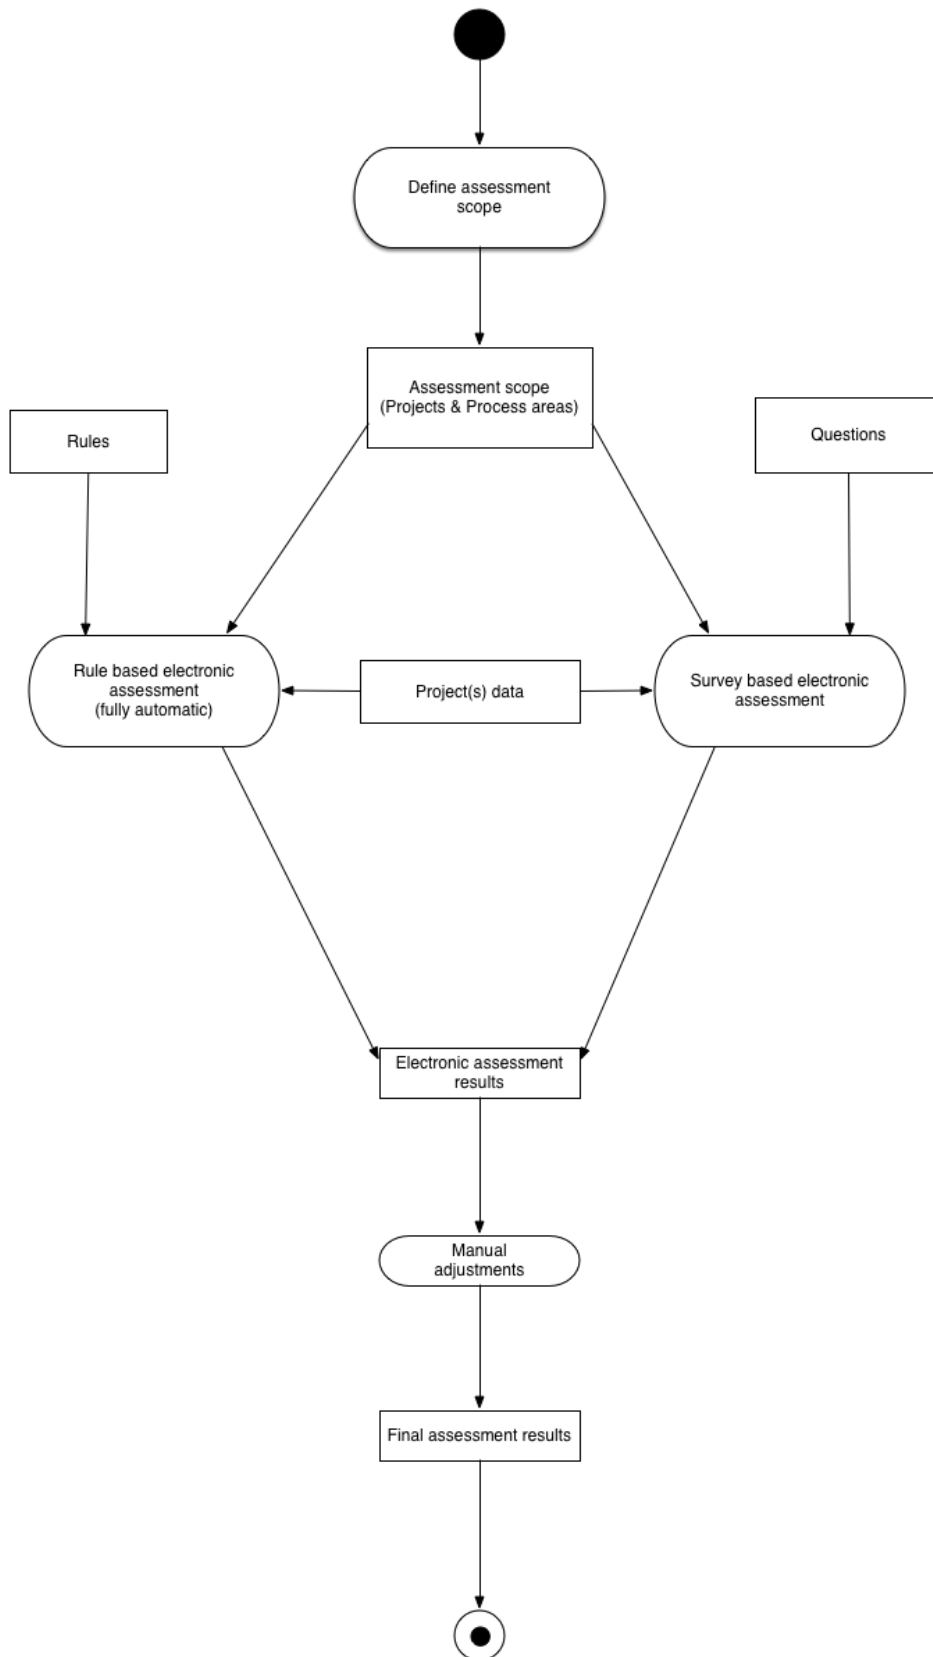 Define assessment
scope
Assessment scope
(Projects & Process areas)
Rules
Questions
Rule based electronic
assessment
(fully automatic)
Project(s) data
Survey based electronic
assessment
Electronic assessment
results
Manual
adjustments
Final assessment results